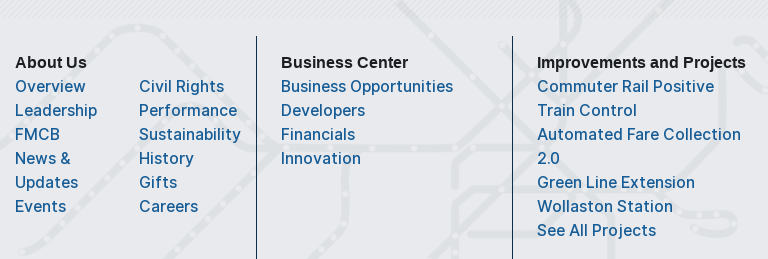 About Us
Overview
Leadership
FMCB
News &
Updates
Events
Civil Rights
Performance
Sustainability
History
Gifts
Careers
Business Center
Business Opportunities
Developers
Financials
Innovation
Improvements and Projects
Commuter Rail Positive
Train Control
Automated Fare Collection
2.0
Green Line Extension
Wollaston Station
See All Projects